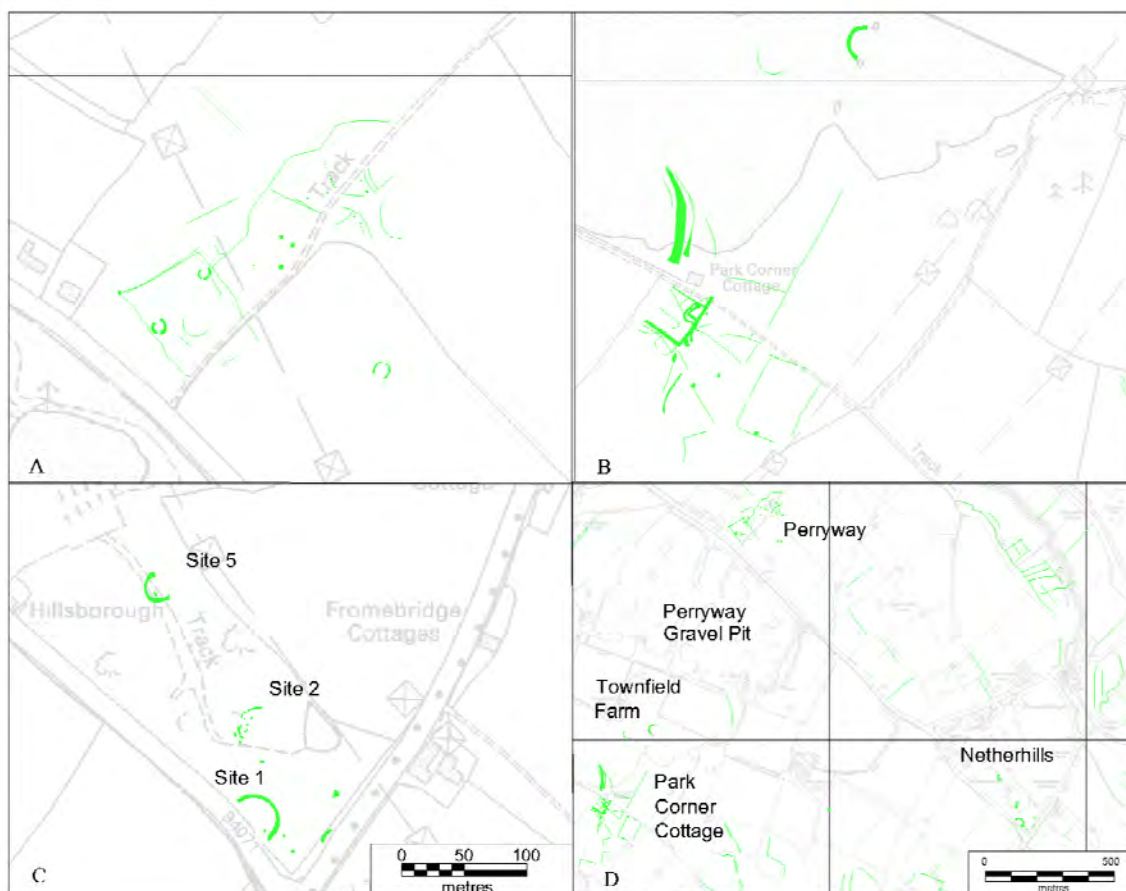 Track
A
Park Corner
Cottage
Track
B
Cottage
Site 5
Hillsborough
Fromebridge
Cottages
Track
Site 2
Site 1
0 50 100
metres
C
Perryway
Perryway
Gravel Pit
Townfield
Farm
Netherhills
Park
Corner
Cottage
0 500
metres
D